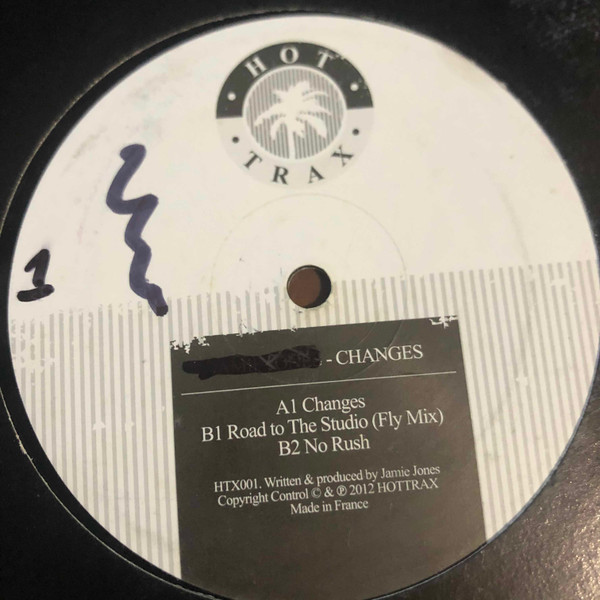 HOT
TRAX
1
- CHANGES
A1 Changes
B1 Road to The Studio (Fly Mix)
B2 No Rush
HTX001. Written & produced by Jamie Jones
Copyright Control © & ℗ 2012 HOTTRAX
Made in France